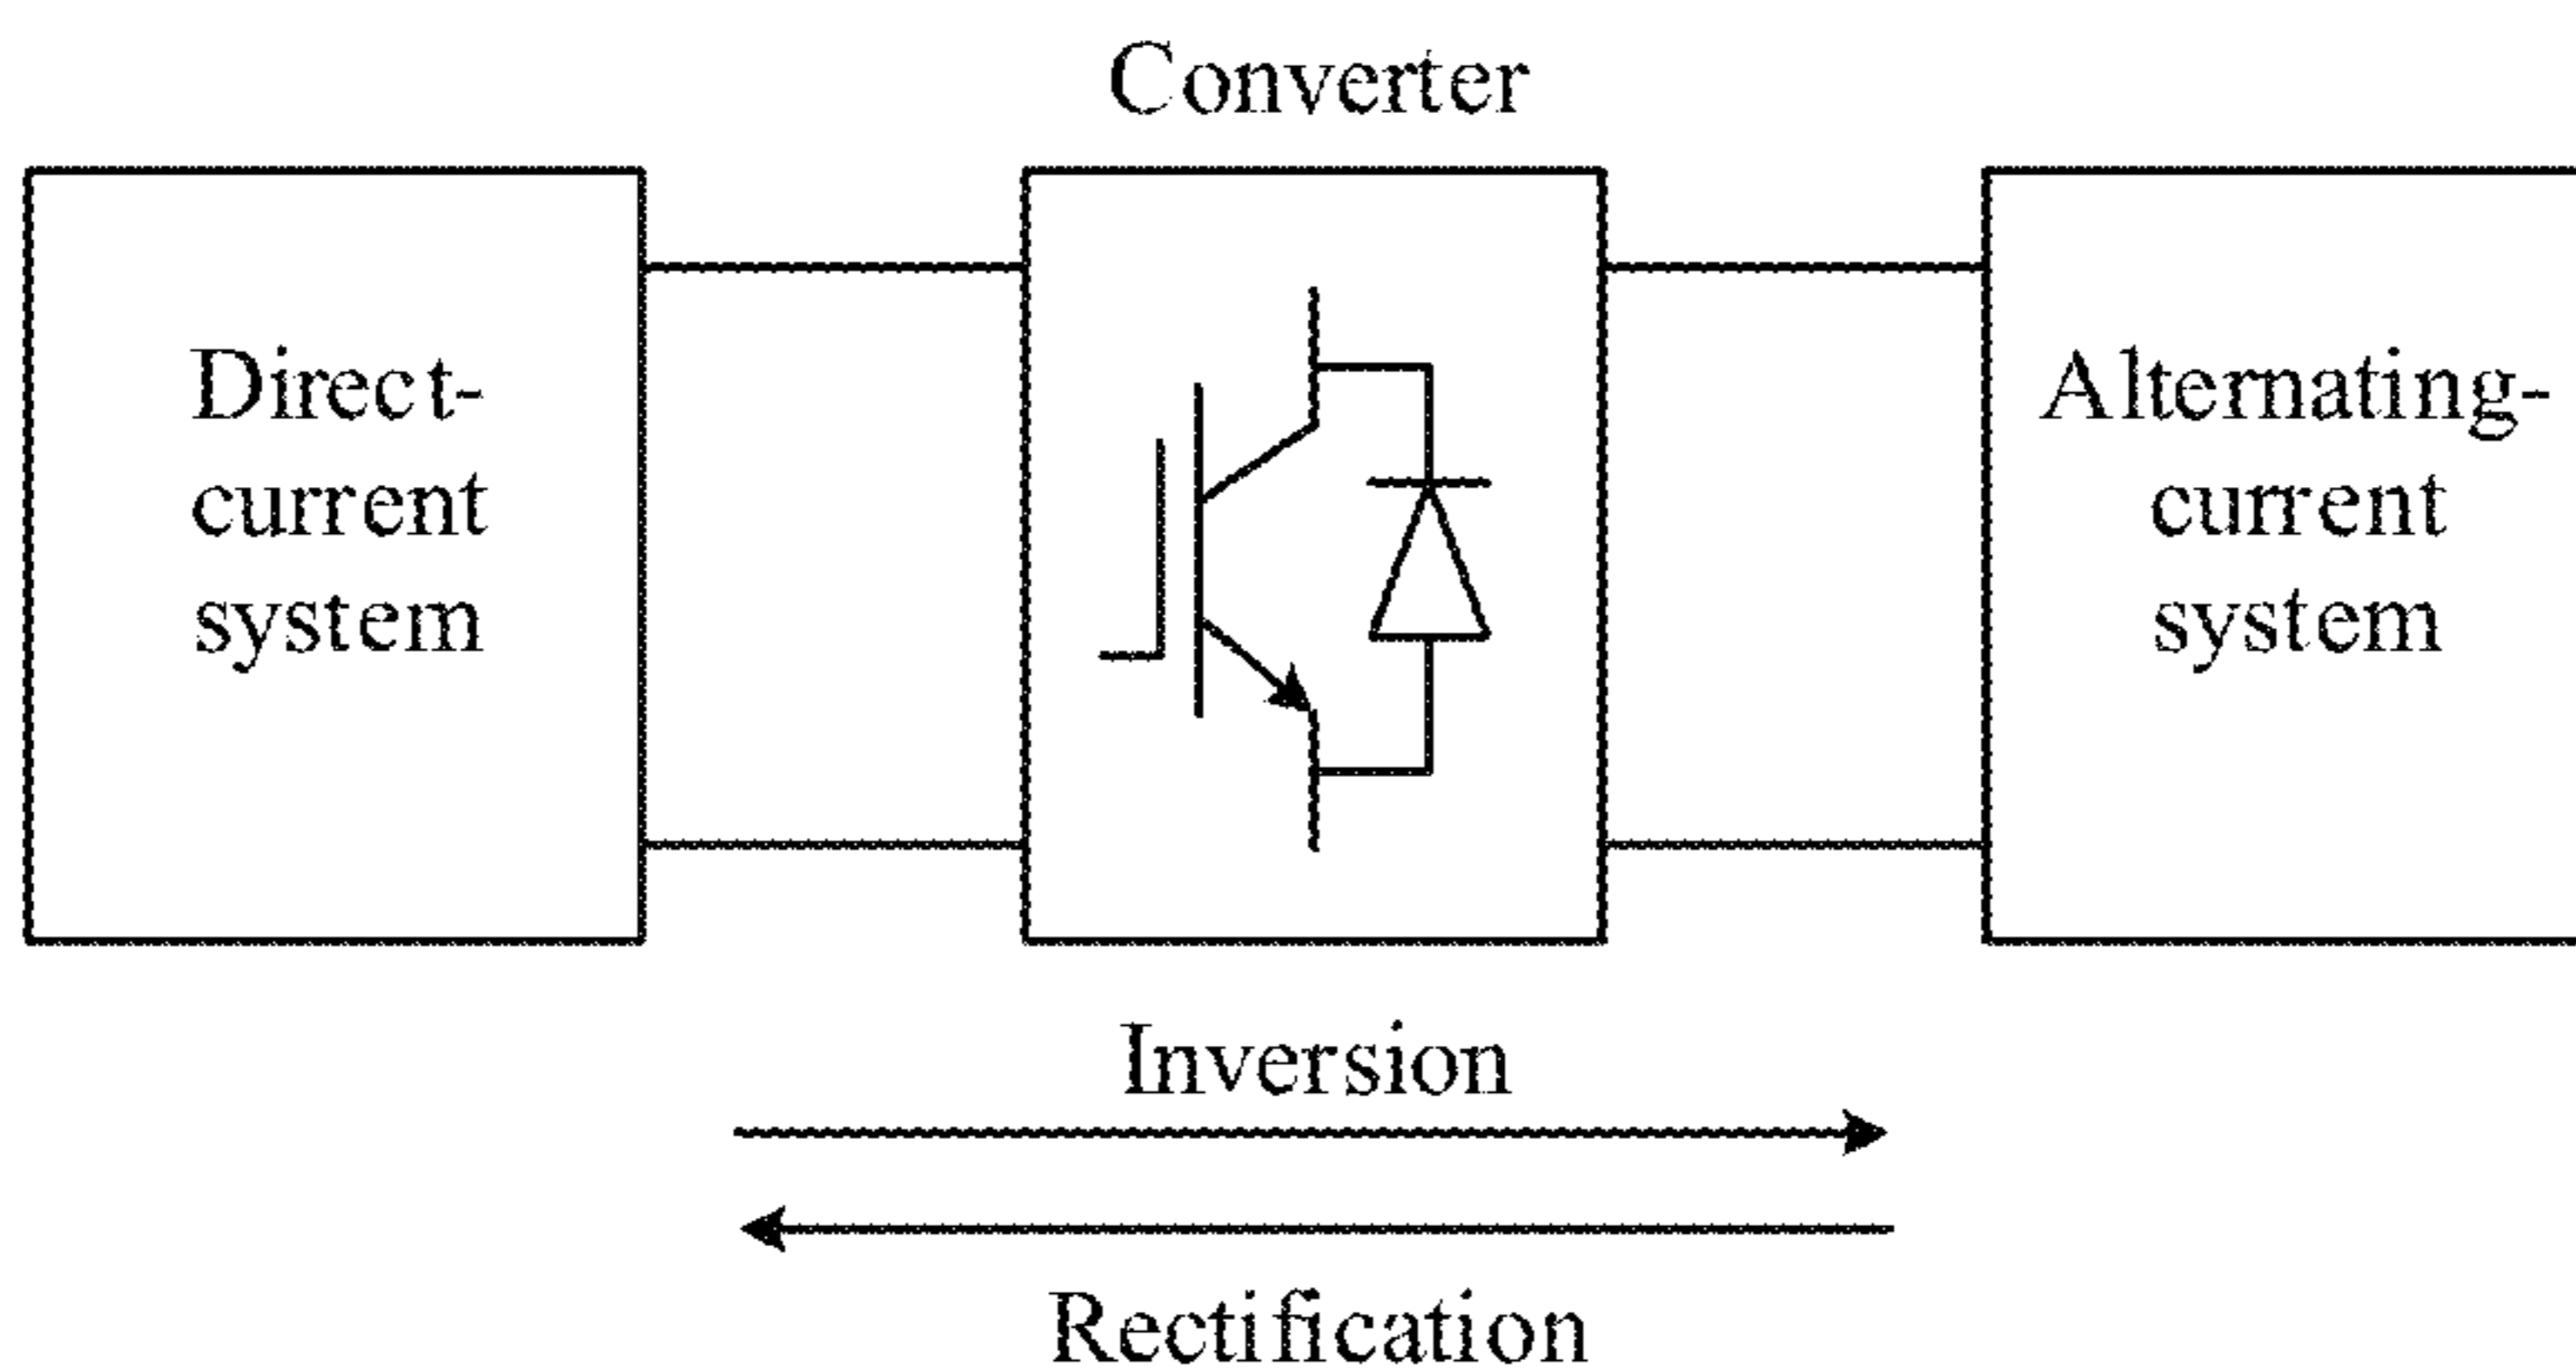 Converter
Direct-
current
system
Alternating-
current
system
Inversion
Rectification